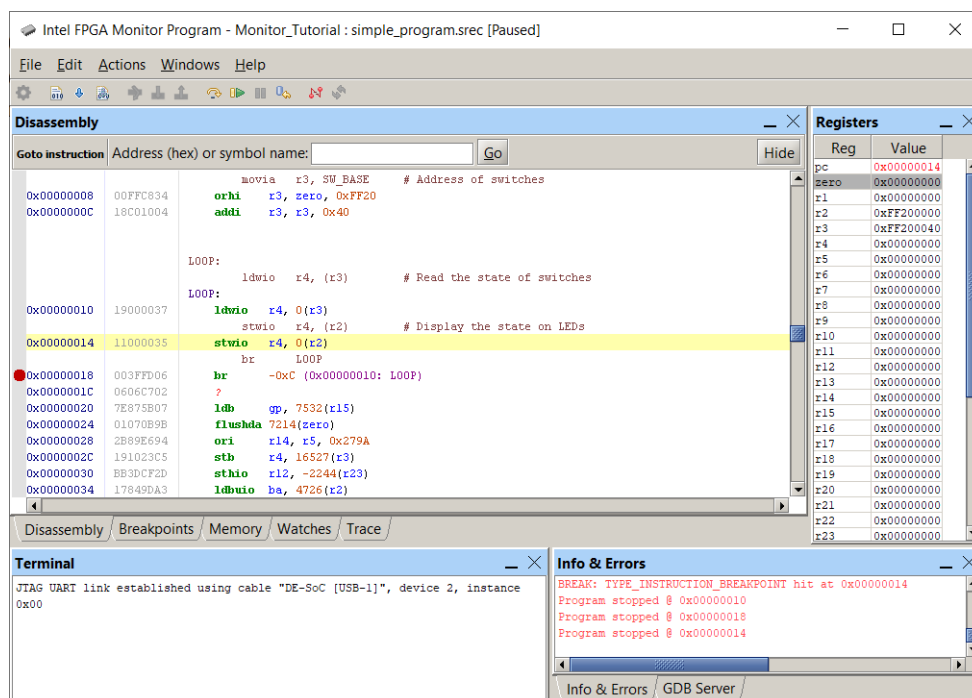 Intel FPGA Monitor Program - Monitor_Tutorial : simple_program.srec [Paused]
File Edit Actions Windows Help
Disassembly
Goto instruction Address (hex) or symbol name: Go Hide
movia r3, SW_BASE # Address of switches
0x00000008 00FFC834 orhi r3, zero, 0xFF20
0x0000000C 18C01004 addi r3, r3, 0x40
LOOP:
ldwio r4, (r3) # Read the state of switches
LOOP:
0x00000010 19000037 ldwio r4, 0(r3)
stwio r4, (r2) # Display the state on LEDs
0x00000014 11000035 stwio r4, 0(r2)
br LOOP
0x00000018 003FFD06 br -0xC (0x00000010: LOOP)
0x0000001C 0606C702 ?
0x00000020 7E875B07 ldb gp, 7532(r15)
0x00000024 01070B9B flushda 7214(zero)
0x00000028 2B89E694 ori r14, r5, 0x279A
0x0000002C 191023C5 stb r4, 16527(r3)
0x00000030 BB3DCF2D sthio r12, -2244(r23)
0x00000034 17849DA3 ldbuio ba, 4726(r2)
Disassembly Breakpoints Memory Watches Trace
Registers
Reg Value
pc 0x00000014
zero 0x00000000
r1 0x00000000
r2 0xFF200000
r3 0xFF200040
r4 0x00000000
r5 0x00000000
r6 0x00000000
r7 0x00000000
r8 0x00000000
r9 0x00000000
r10 0x00000000
r11 0x00000000
r12 0x00000000
r13 0x00000000
r14 0x00000000
r15 0x00000000
r16 0x00000000
r17 0x00000000
r18 0x00000000
r19 0x00000000
r20 0x00000000
r21 0x00000000
r22 0x00000000
r23 0x00000000
Terminal
JTAG UART link established using cable "DE-SoC [USB-1]", device 2, instance
0x00
Info & Errors
BREAK: TYPE_INSTRUCTION_BREAKPOINT hit at 0x00000014
Program stopped @ 0x00000010
Program stopped @ 0x00000018
Program stopped @ 0x00000014
Info & Errors GDB Server